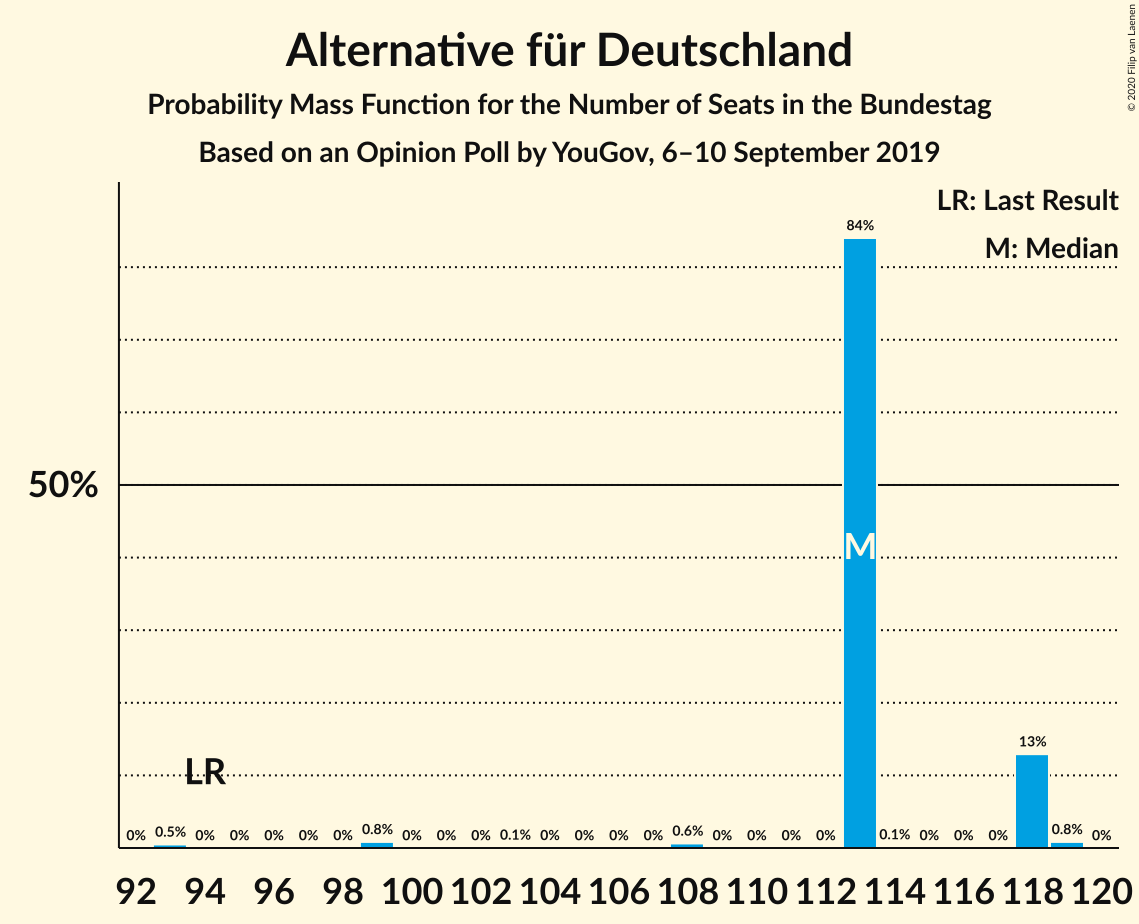 Alternative für Deutschland
Probability Mass Function for the Number of Seats in the Bundestag
Based on an Opinion Poll by YouGov, 6–10 September 2019
© 2020 Filip van Laenen
LR: Last Result
M: Median
84%
50%
M
13%
LR
0% 0.5% 0% 0% 0% 0% 0% 0.8% 0% 0% 0% 0.1% 0% 0% 0% 0% 0.6% 0% 0% 0% 0% 0.1% 0% 0% 0% 0.8% 0%
92 94 96 98 100 102 104 106 108 110 112 114 116 118 120